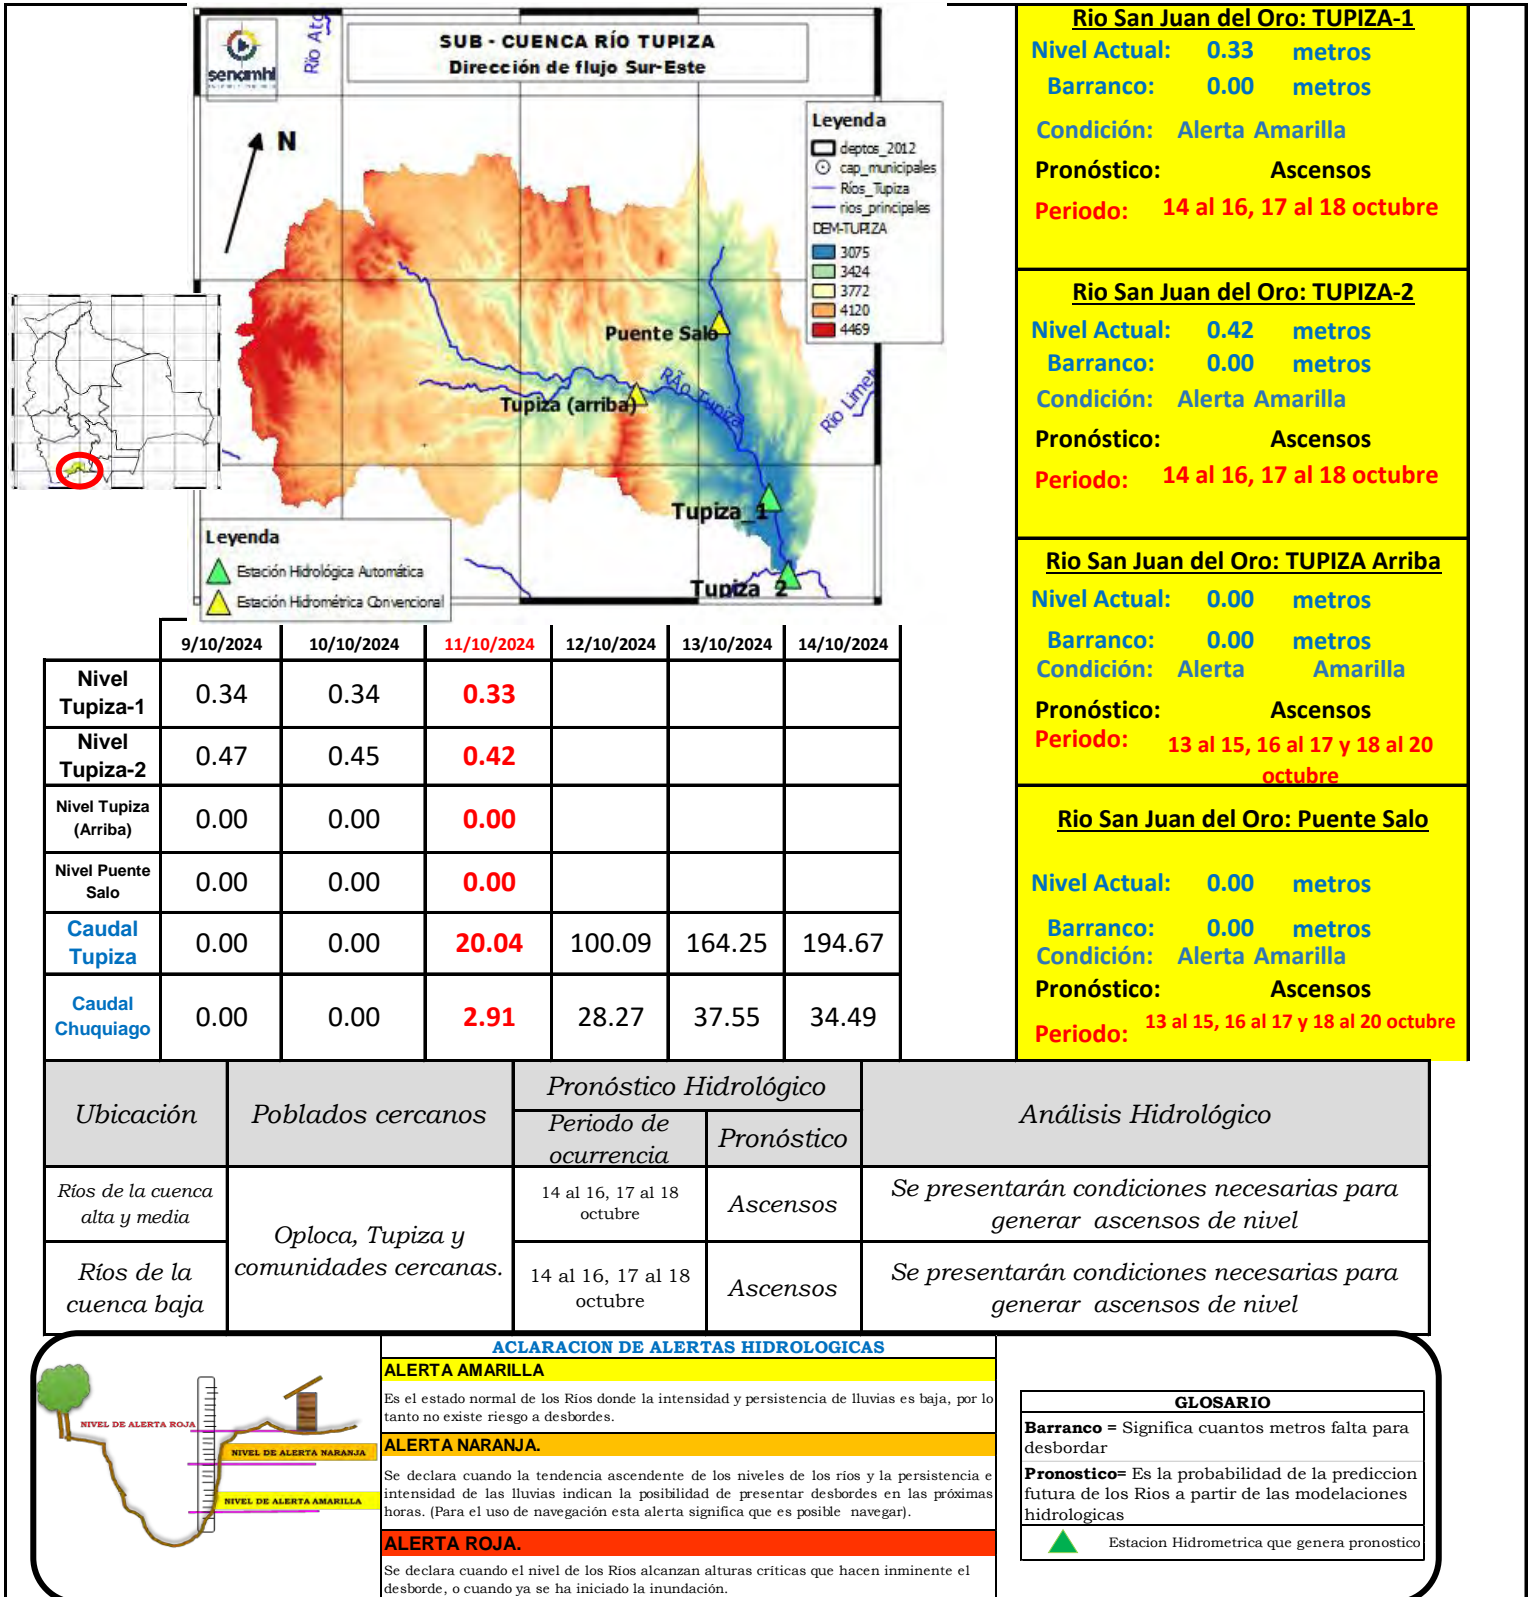 senamhi
Río Ato
SUB - CUENCA RÍO TUPIZA
Dirección de flujo Sur-Este
N
Leyenda
deptos_2012
cap_municipales
Ríos_Tupiza
rios_principales
DEM-TUPIZA
3075
3424
3772
4120
4469
Puente Salo
Tupiza (arriba)
RÃo Tupiza
Río Limet
Tupiza_1
Tupiza_2
Leyenda
Estación Hidrológica Automática
Estación Hidrométrica Convencional
Rio San Juan del Oro: TUPIZA-1
Nivel Actual: 0.33 metros
Barranco: 0.00 metros
Condición: Alerta Amarilla
Pronóstico: Ascensos
Periodo: 14 al 16, 17 al 18 octubre
Rio San Juan del Oro: TUPIZA-2
Nivel Actual: 0.42 metros
Barranco: 0.00 metros
Condición: Alerta Amarilla
Pronóstico: Ascensos
Periodo: 14 al 16, 17 al 18 octubre
Rio San Juan del Oro: TUPIZA Arriba
Nivel Actual: 0.00 metros
Barranco: 0.00 metros
Condición: Alerta Amarilla
Pronóstico: Ascensos
Periodo: 13 al 15, 16 al 17 y 18 al 20
octubre
Rio San Juan del Oro: Puente Salo
Nivel Actual: 0.00 metros
Barranco: 0.00 metros
Condición: Alerta Amarilla
Pronóstico: Ascensos
Periodo: 13 al 15, 16 al 17 y 18 al 20 octubre
9/10/2024 10/10/2024 11/10/2024 12/10/2024 13/10/2024 14/10/2024
Nivel
Tupiza-1 0.34 0.34 0.33
Nivel
Tupiza-2 0.47 0.45 0.42
Nivel Tupiza
(Arriba) 0.00 0.00 0.00
Nivel Puente
Salo 0.00 0.00 0.00
Caudal
Tupiza 0.00 0.00 20.04 100.09 164.25 194.67
Caudal
Chuquiago 0.00 0.00 2.91 28.27 37.55 34.49
Ubicación Poblados cercanos Pronóstico Hidrológico Análisis Hidrológico
Periodo de
ocurrencia Pronóstico
Ríos de la cuenca
alta y media
Oploca, Tupiza y
comunidades cercanas.
14 al 16, 17 al 18
octubre
Ascensos
Se presentarán condiciones necesarias para
generar ascensos de nivel
Ríos de la
cuenca baja
14 al 16, 17 al 18
octubre
Ascensos
Se presentarán condiciones necesarias para
generar ascensos de nivel
NIVEL DE ALERTA ROJA
NIVEL DE ALERTA NARANJA
NIVEL DE ALERTA AMARILLA
ACLARACION DE ALERTAS HIDROLOGICAS
ALERTA AMARILLA
Es el estado normal de los Ríos donde la intensidad y persistencia de lluvias es baja, por lo
tanto no existe riesgo a desbordes.
ALERTA NARANJA.
Se declara cuando la tendencia ascendente de los niveles de los ríos y la persistencia e
intensidad de las lluvias indican la posibilidad de presentar desbordes en las próximas
horas. (Para el uso de navegación esta alerta significa que es posible navegar).
ALERTA ROJA.
Se declara cuando el nivel de los Ríos alcanzan alturas críticas que hacen inminente el
desborde, o cuando ya se ha iniciado la inundación.
GLOSARIO
Barranco = Significa cuantos metros falta para
desbordar
Pronostico= Es la probabilidad de la prediccion
futura de los Rios a partir de las modelaciones
hidrologicas
Estacion Hidrometrica que genera pronostico